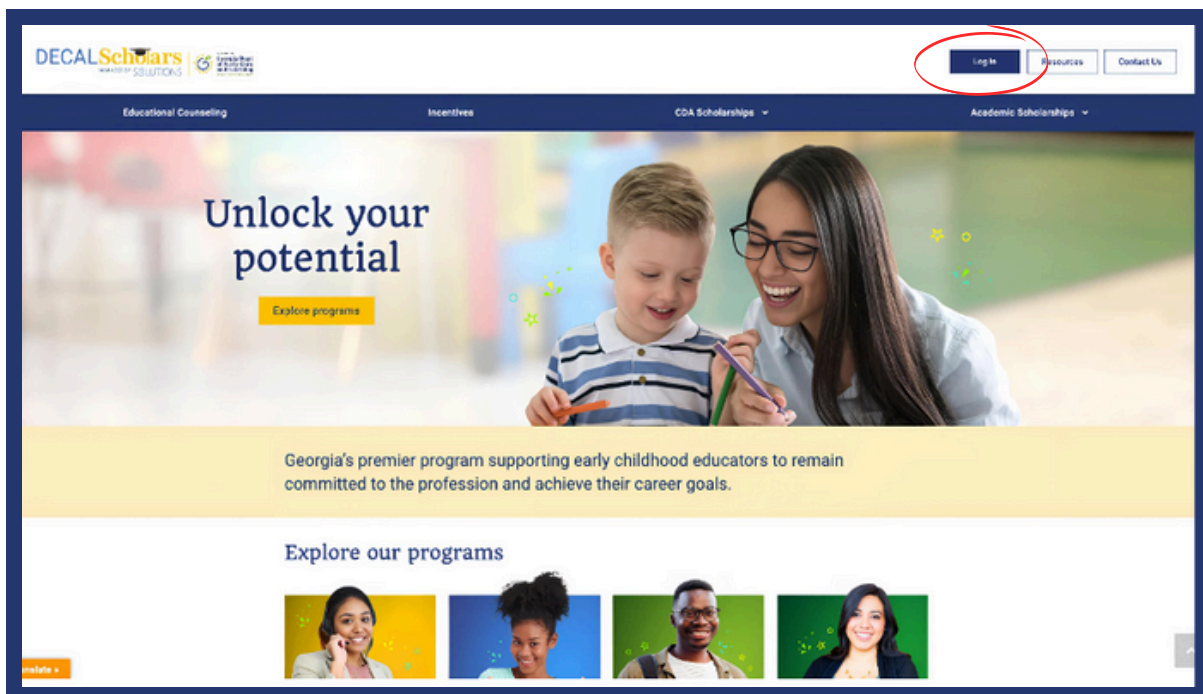 DECALScholars
SOLUTIONS
Log In
Resources
Contact Us
Educational Counseling
Incentives
CDA Scholarships
Academic Scholarships
Unlock your
potential
Explore programs
Georgia's premier program supporting early childhood educators to remain
committed to the profession and achieve their career goals.
Explore our programs
nslate »